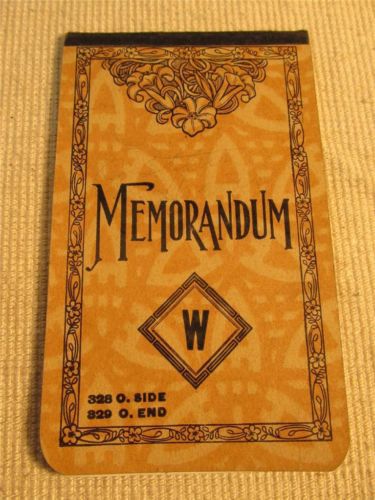 MEMORANDUM
W
328 O. SIDE
329 O. END